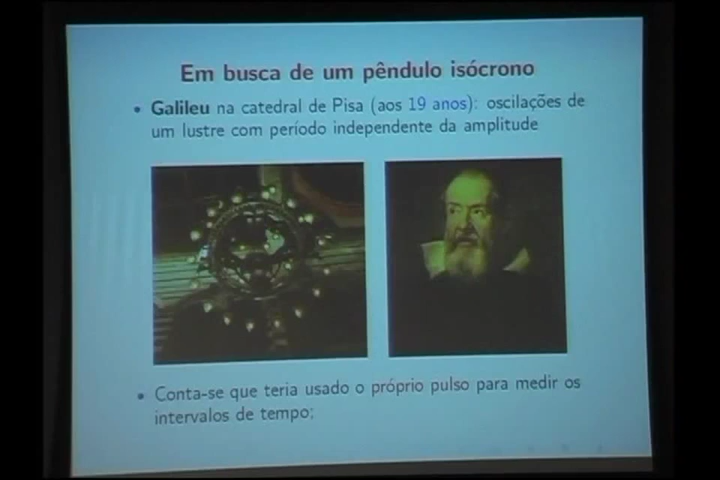 Em busca de um pêndulo isócrono
• Galileu na catedral de Pisa (aos 19 anos): oscilações de
um lustre com período independente da amplitude
• Conta-se que teria usado o próprio pulso para medir os
intervalos de tempo;